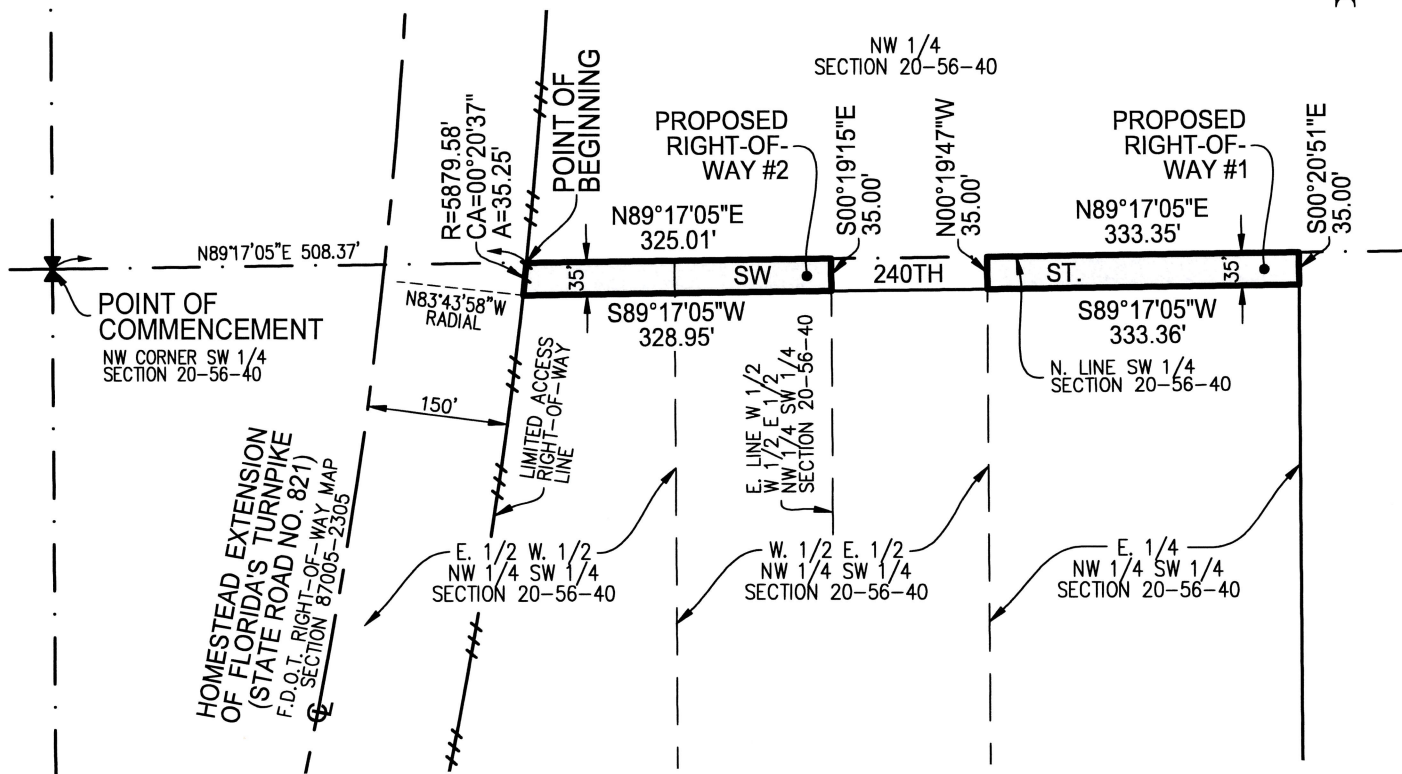 NW 1/4
SECTION 20-56-40
R=5879.58'
CA=00°20'37"
A=35.25'
POINT OF
BEGINNING
PROPOSED
RIGHT-OF-
WAY #2
S00°19'15"E
35.00'
N00°19'47"W
35.00'
PROPOSED
RIGHT-OF-
WAY #1
S00°20'51"E
35.00'
N89°17'05"E
325.01'
N89°17'05"E
333.35'
N89°17'05"E 508.37'
35'
SW
240TH
ST.
35'
N83°43'58"W
RADIAL
S89°17'05"W
328.95'
S89°17'05"W
333.36'
POINT OF
COMMENCEMENT
NW CORNER SW 1/4
SECTION 20-56-40
N. LINE SW 1/4
SECTION 20-56-40
150'
LIMITED ACCESS
RIGHT-OF-WAY
LINE
E. LINE W 1/2
W 1/2 E 1/2
NW 1/4 SW 1/4
SECTION 20-56-40
HOMESTEAD EXTENSION
OF FLORIDA'S TURNPIKE
(STATE ROAD NO. 821)
F.D.O.T. RIGHT-OF-WAY MAP
SECTION 87005-2305
E. 1/2 W. 1/2
NW 1/4 SW 1/4
SECTION 20-56-40
W. 1/2 E. 1/2
NW 1/4 SW 1/4
SECTION 20-56-40
E. 1/4
NW 1/4 SW 1/4
SECTION 20-56-40
℄